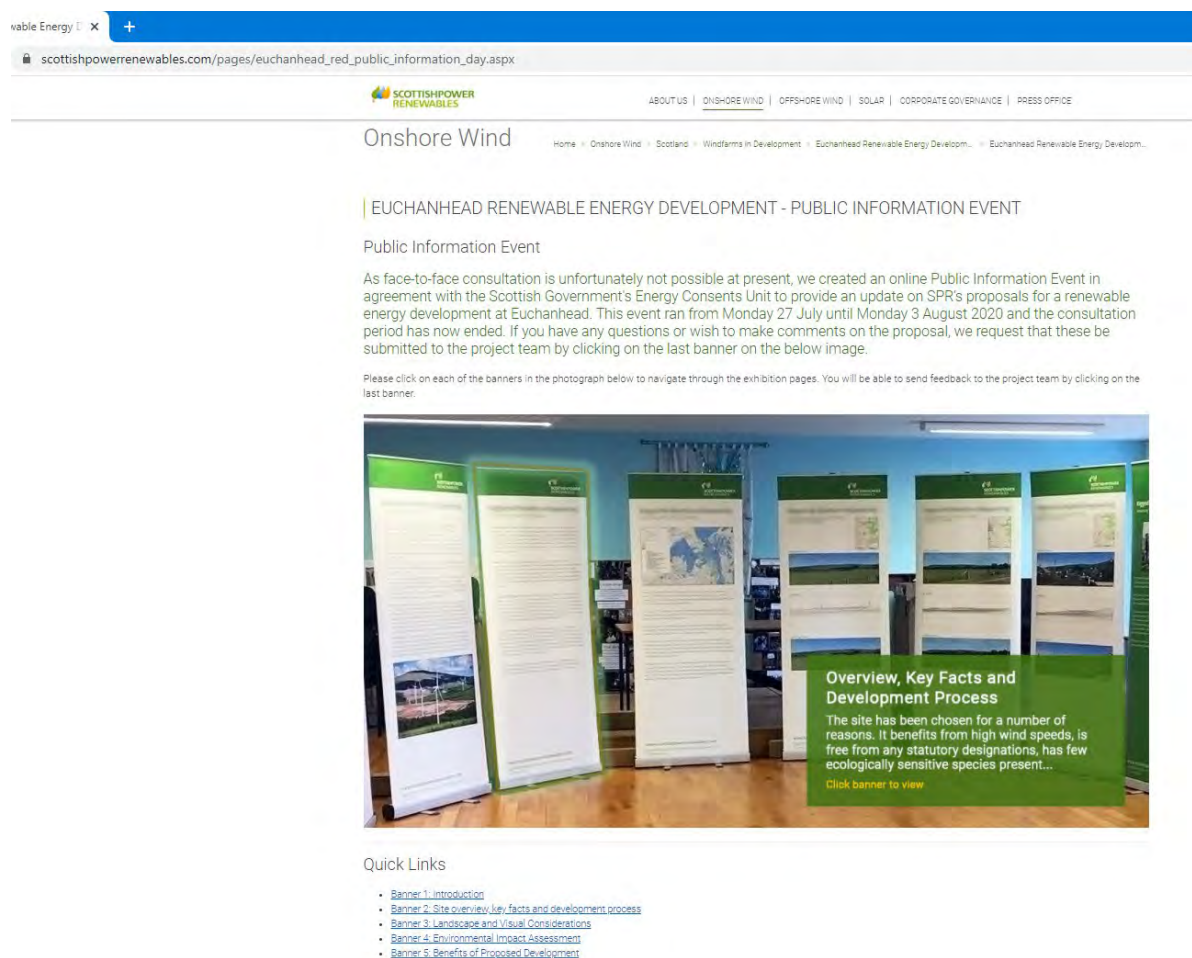 wable Energy D
scottishpowerrenewables.com/pages/euchanhead_red_public_information_day.aspx
SCOTTISHPOWER
RENEWABLES
ABOUT US | ONSHORE WIND | OFFSHORE WIND | SOLAR | CORPORATE GOVERNANCE | PRESS OFFICE
Onshore Wind
Home » Onshore Wind » Scotland » Windfarms in Development » Euchanhead Renewable Energy Developm... » Euchanhead Renewable Energy Developm...
EUCHANHEAD RENEWABLE ENERGY DEVELOPMENT - PUBLIC INFORMATION EVENT
Public Information Event
As face-to-face consultation is unfortunately not possible at present, we created an online Public Information Event in
agreement with the Scottish Government's Energy Consents Unit to provide an update on SPR's proposals for a renewable
energy development at Euchanhead. This event ran from Monday 27 July until Monday 3 August 2020 and the consultation
period has now ended. If you have any questions or wish to make comments on the proposal, we request that these be
submitted to the project team by clicking on the last banner on the below image.
Please click on each of the banners in the photograph below to navigate through the exhibition pages. You will be able to send feedback to the project team by clicking on the
last banner.
Overview, Key Facts and
Development Process
The site has been chosen for a number of
reasons. It benefits from high wind speeds, is
free from any statutory designations, has few
ecologically sensitive species present...
Click banner to view
Quick Links
Banner 1: Introduction
Banner 2: Site overview, key facts and development process
Banner 3: Landscape and Visual Considerations
Banner 4: Environmental Impact Assessment
Banner 5: Benefits of Proposed Development